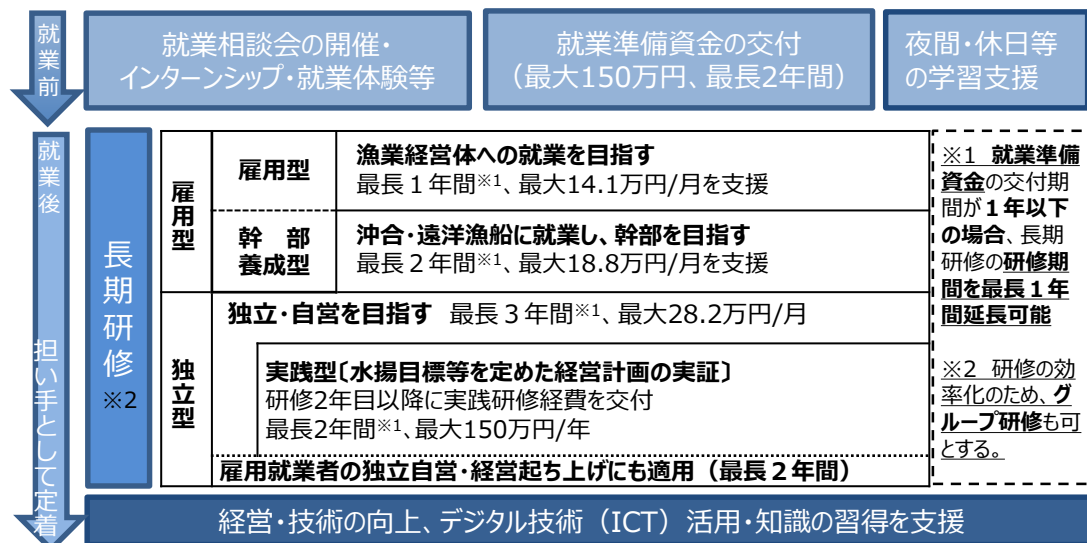 就業前
就業相談会の開催・
インターンシップ・就業体験等
就業準備資金の交付
（最大150万円、最長2年間）
夜間・休日等
の学習支援
就業後
担い手として定着
長期研修
※2
雇用型
雇用型
漁業経営体への就業を目指す
最長１年間※1、最大14.1万円/月を支援
幹　部
養成型
沖合・遠洋漁船に就業し、幹部を目指す
最長２年間※1、最大18.8万円/月を支援
独立型
独立・自営を目指す　最長３年間※1、最大28.2万円/月
実践型〔水揚目標等を定めた経営計画の実証〕
研修2年目以降に実践研修経費を交付
最長2年間※1、最大150万円/年
雇用就業者の独立自営・経営起ち上げにも適用（最長２年間）
※1 就業準備
資金の交付期
間が１年以下
の場合、長期
研修の研修期
間を最長１年
間延長可能
※2 研修の効
率化のため、グ
ループ研修も可
とする。
経営・技術の向上、デジタル技術（ICT）活用・知識の習得を支援